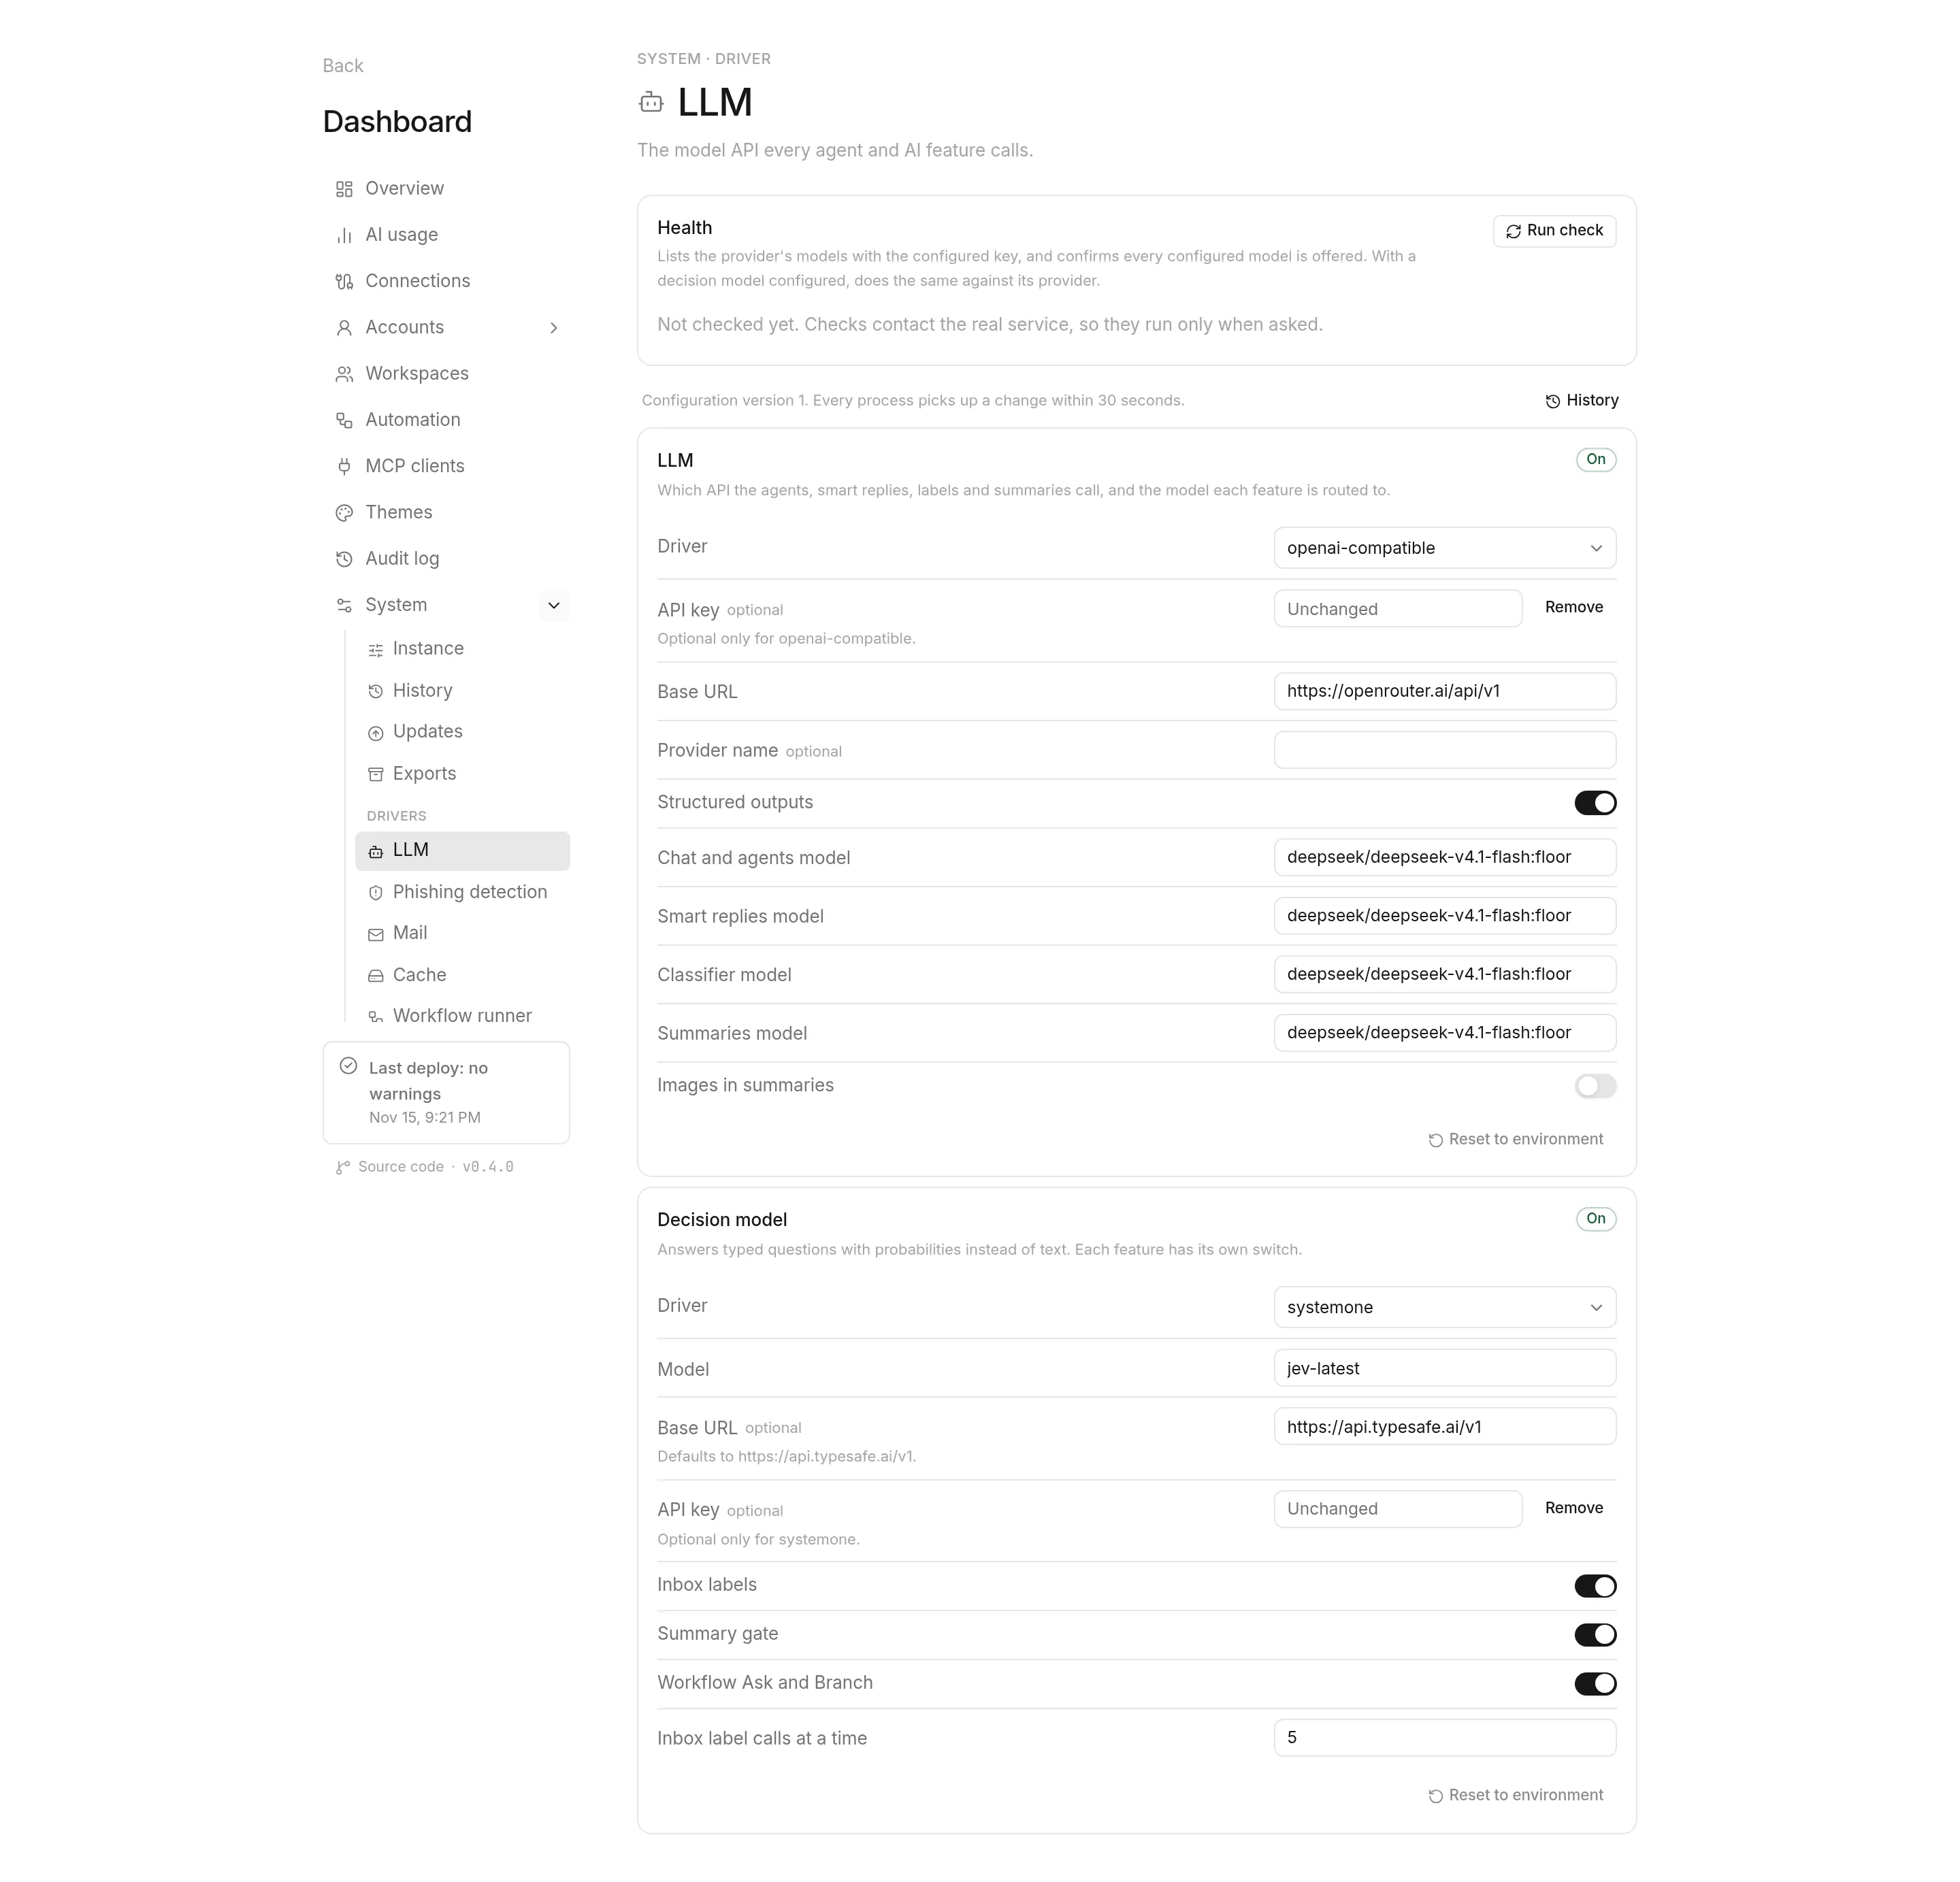 Back
Dashboard
Overview
AI usage
Connections
Accounts
Workspaces
Automation
MCP clients
Themes
Audit log
System
Instance
History
Updates
Exports
DRIVERS
LLM
Phishing detection
Mail
Cache
Workflow runner
Last deploy: no
warnings
Nov 15, 9:21 PM
Source code · v0.4.0
SYSTEM · DRIVER
LLM
The model API every agent and AI feature calls.
Health
Run check
Lists the provider's models with the configured key, and confirms every configured model is offered. With a
decision model configured, does the same against its provider.
Not checked yet. Checks contact the real service, so they run only when asked.
Configuration version 1. Every process picks up a change within 30 seconds.
History
LLM
On
Which API the agents, smart replies, labels and summaries call, and the model each feature is routed to.
Driver
openai-compatible
API key optional
Unchanged
Remove
Optional only for openai-compatible.
Base URL
https://openrouter.ai/api/v1
Provider name optional
Structured outputs
Chat and agents model
deepseek/deepseek-v4.1-flash:floor
Smart replies model
deepseek/deepseek-v4.1-flash:floor
Classifier model
deepseek/deepseek-v4.1-flash:floor
Summaries model
deepseek/deepseek-v4.1-flash:floor
Images in summaries
Reset to environment
Decision model
On
Answers typed questions with probabilities instead of text. Each feature has its own switch.
Driver
systemone
Model
jev-latest
Base URL optional
https://api.typesafe.ai/v1
Defaults to https://api.typesafe.ai/v1.
API key optional
Unchanged
Remove
Optional only for systemone.
Inbox labels
Summary gate
Workflow Ask and Branch
Inbox label calls at a time
5
Reset to environment